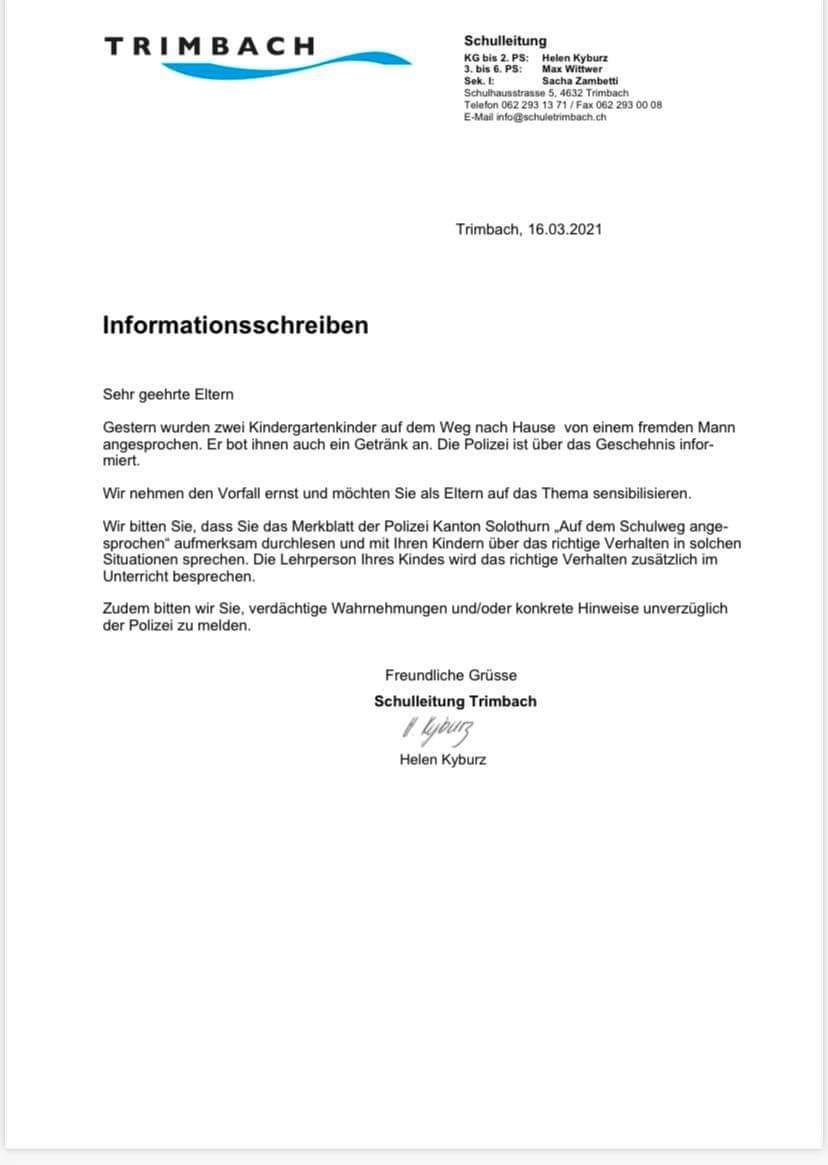 TRIMBACH
Schulleitung
KG bis 2. PS: Helen Kyburz
3. bis 6. PS: Max Wittwer
Sek. I: Sacha Zambetti
Schulhausstrasse 5, 4632 Trimbach
Telefon 062 293 13 71 / Fax 062 293 00 08
E-Mail info@schuletrimbach.ch
Trimbach, 16.03.2021
Informationsschreiben
Sehr geehrte Eltern
Gestern wurden zwei Kindergartenkinder auf dem Weg nach Hause  von einem fremden Mann
angesprochen. Er bot ihnen auch ein Getränk an. Die Polizei ist über das Geschehnis infor-
miert.
Wir nehmen den Vorfall ernst und möchten Sie als Eltern auf das Thema sensibilisieren.
Wir bitten Sie, dass Sie das Merkblatt der Polizei Kanton Solothurn „Auf dem Schulweg ange-
sprochen“ aufmerksam durchlesen und mit Ihren Kindern über das richtige Verhalten in solchen
Situationen sprechen. Die Lehrperson Ihres Kindes wird das richtige Verhalten zusätzlich im
Unterricht besprechen.
Zudem bitten wir Sie, verdächtige Wahrnehmungen und/oder konkrete Hinweise unverzüglich
der Polizei zu melden.
Freundliche Grüsse
Schulleitung Trimbach
H. Kyburz
Helen Kyburz